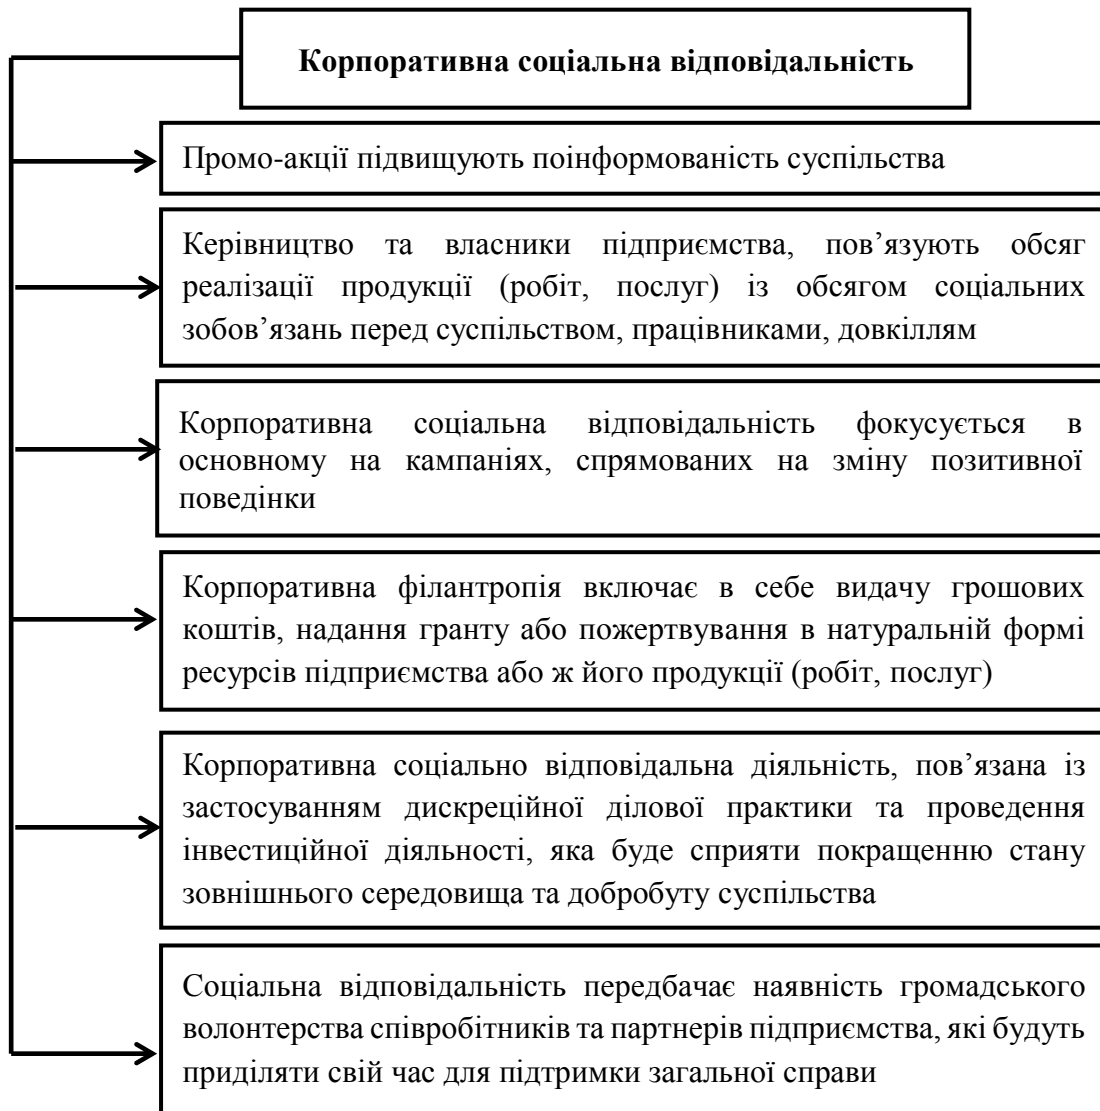 Корпоративна соціальна відповідальність
Промо-акції підвищують поінформованість суспільства
Керівництво та власники підприємства, пов’язують обсяг
реалізації продукції (робіт, послуг) із обсягом соціальних
зобов’язань перед суспільством, працівниками, довкіллям
Корпоративна соціальна відповідальність фокусується в
основному на кампаніях, спрямованих на зміну позитивної
поведінки
Корпоративна філантропія включає в себе видачу грошових
коштів, надання гранту або пожертвування в натуральній формі
ресурсів підприємства або ж його продукції (робіт, послуг)
Корпоративна соціально відповідальна діяльність, пов’язана із
застосуванням дискреційної ділової практики та проведення
інвестиційної діяльності, яка буде сприяти покращенню стану
зовнішнього середовища та добробуту суспільства
Соціальна відповідальність передбачає наявність громадського
волонтерства співробітників та партнерів підприємства, які будуть
приділяти свій час для підтримки загальної справи